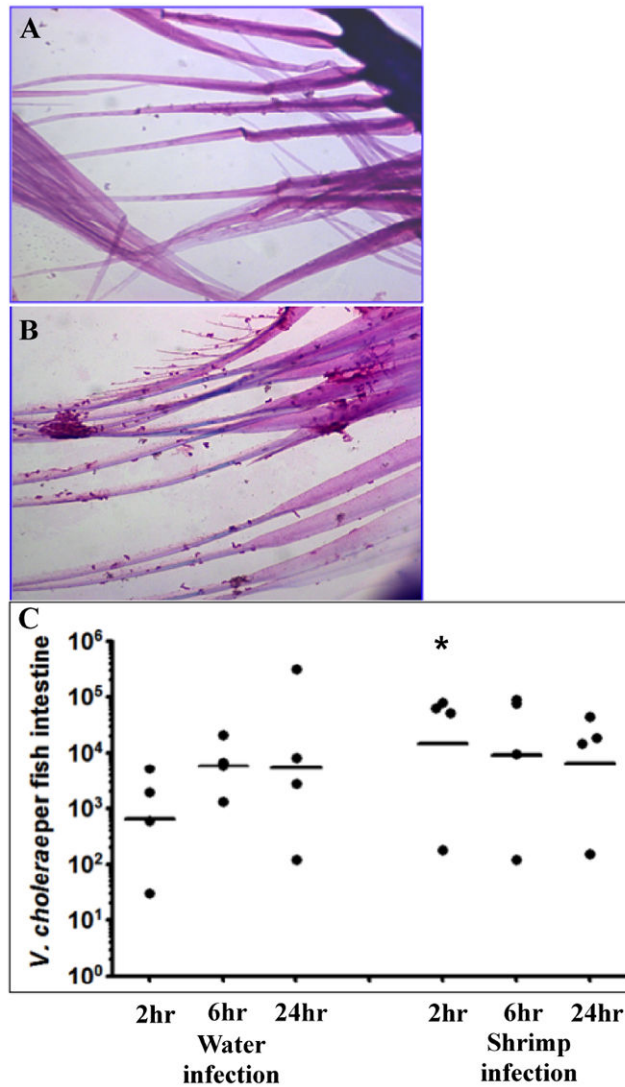 A
B
C
V. choleraeper fish intestine
10⁶
10⁵
10⁴
10³
10²
10¹
10⁰
*
2hr 6hr 24hr 2hr 6hr 24hr
Water Shrimp
infection infection